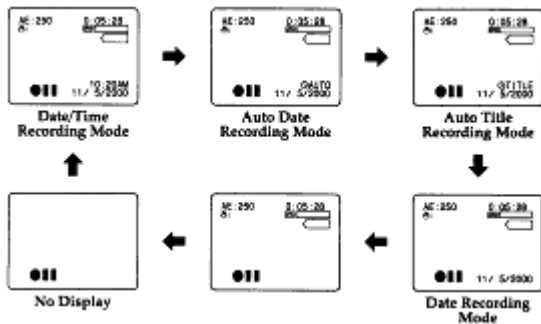 AE:250 0:05:28
10:20AM
11/ 5/2000
Date/Time
Recording Mode
AE:250 0:05:28
@AUTO
11/ 5/2000
Auto Date
Recording Mode
AE:250 0:05:28
@TITLE
11/ 5/2000
Auto Title
Recording Mode
No Display
AE:250 0:05:28
AE:250 0:05:28
11/ 5/2000
Date Recording
Mode